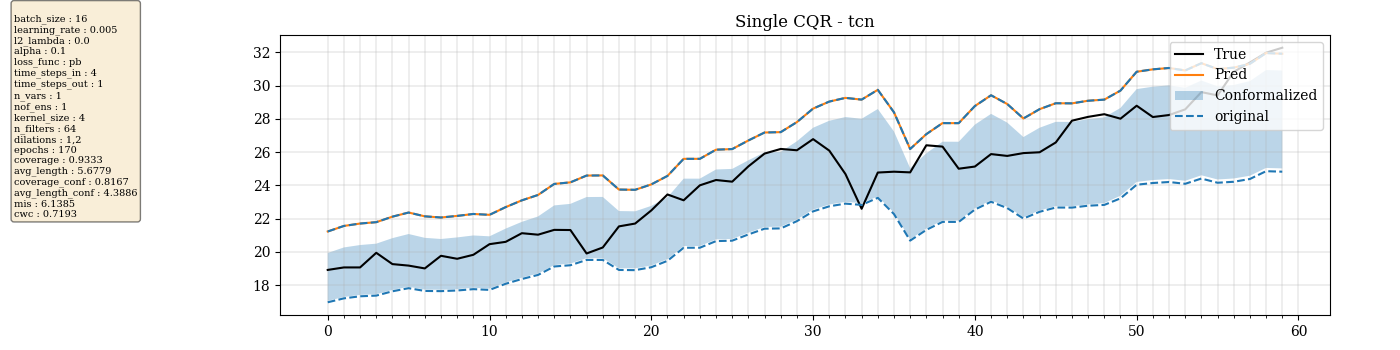 batch_size : 16
learning_rate : 0.005
l2_lambda : 0.0
alpha : 0.1
loss_func : pb
time_steps_in : 4
time_steps_out : 1
n_vars : 1
nof_ens : 1
kernel_size : 4
n_filters : 64
dilations : 1,2
epochs : 170
coverage : 0.9333
avg_length : 5.6779
coverage_conf : 0.8167
avg_length_conf : 4.3886
mis : 6.1385
cwc : 0.7193
Single CQR - tcn
32
30
28
26
24
22
20
18
True
Pred
Conformalized
original
0 10 20 30 40 50 60